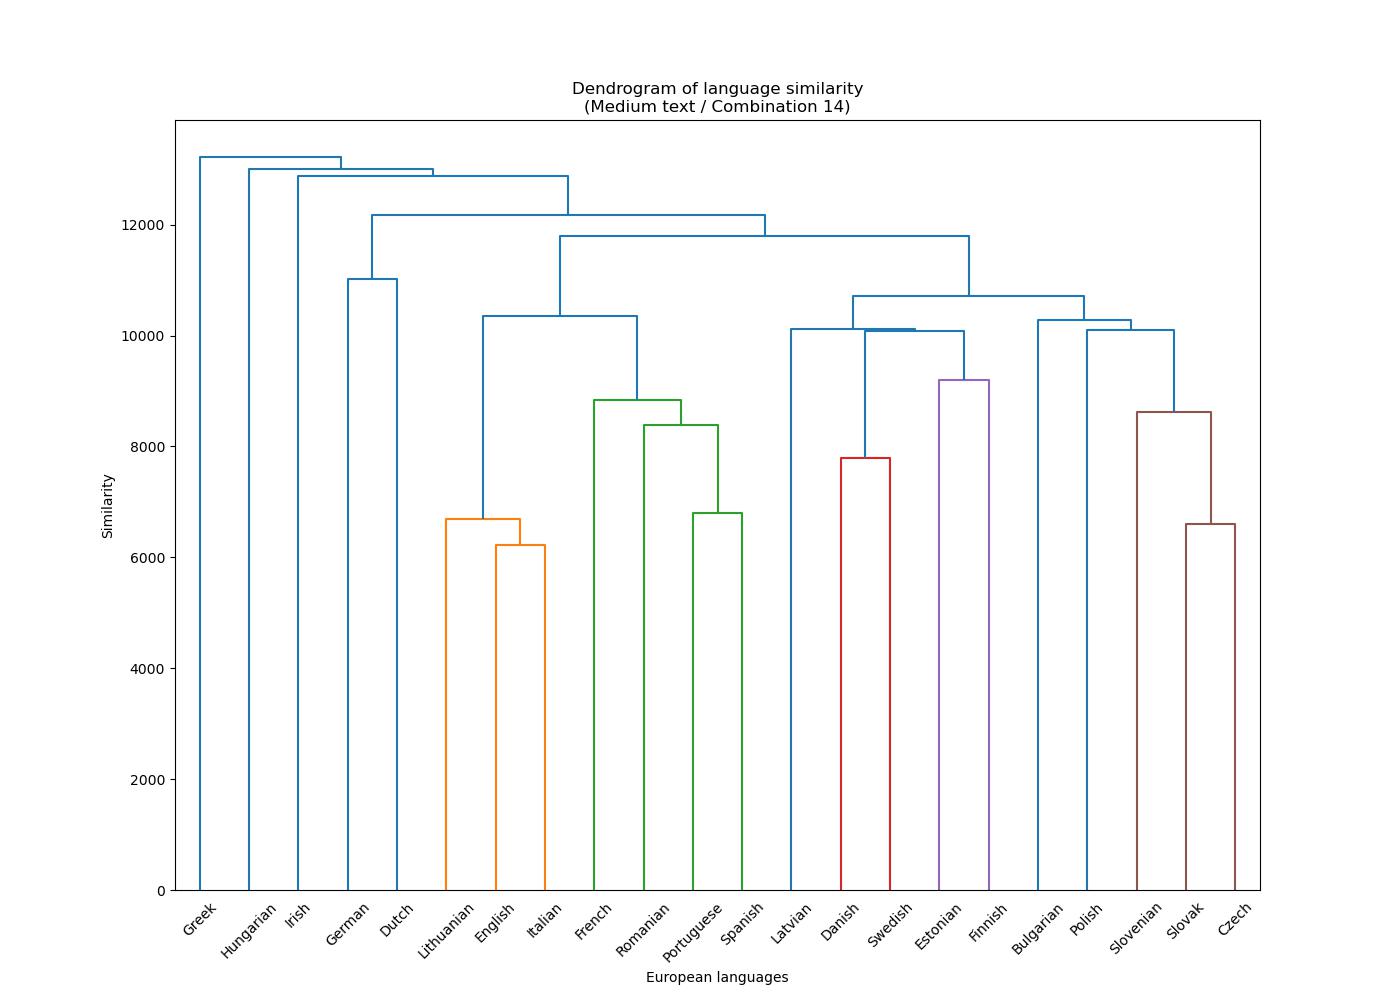 Dendrogram of language similarity
(Medium text / Combination 14)
12000
10000
8000
6000
4000
2000
0
Similarity
Greek
Hungarian
Irish
German
Dutch
Lithuanian
English
Italian
French
Romanian
Portuguese
Spanish
Latvian
Danish
Swedish
Estonian
Finnish
Bulgarian
Polish
Slovenian
Slovak
Czech
European languages